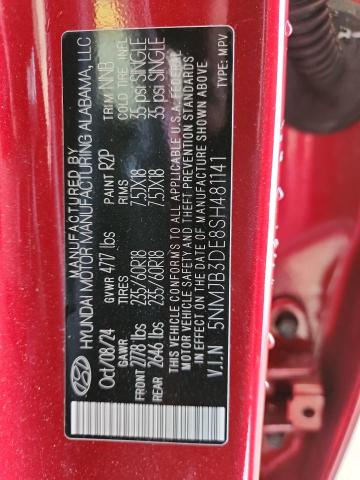 MANUFACTURED BY
HYUNDAI MOTOR MANUFACTURING ALABAMA, LLC
Oct/08/24 GVWR 4717 lbs PAINT R2P TRIM NNB
GAWR TIRES RIMS COLD TIRE INFL.
FRONT 2778 lbs 235/60R18 7.5JX18 35 psi SINGLE
REAR 2646 lbs 235/60R18 7.5JX18 35 psi SINGLE
THIS VEHICLE CONFORMS TO ALL APPLICABLE U.S.A. FEDERAL
MOTOR VEHICLE SAFETY AND THEFT PREVENTION STANDARDS
IN EFFECT ON THE DATE OF MANUFACTURE SHOWN ABOVE.
V.I.N 5NMJB3DE8SH481141 TYPE: MPV